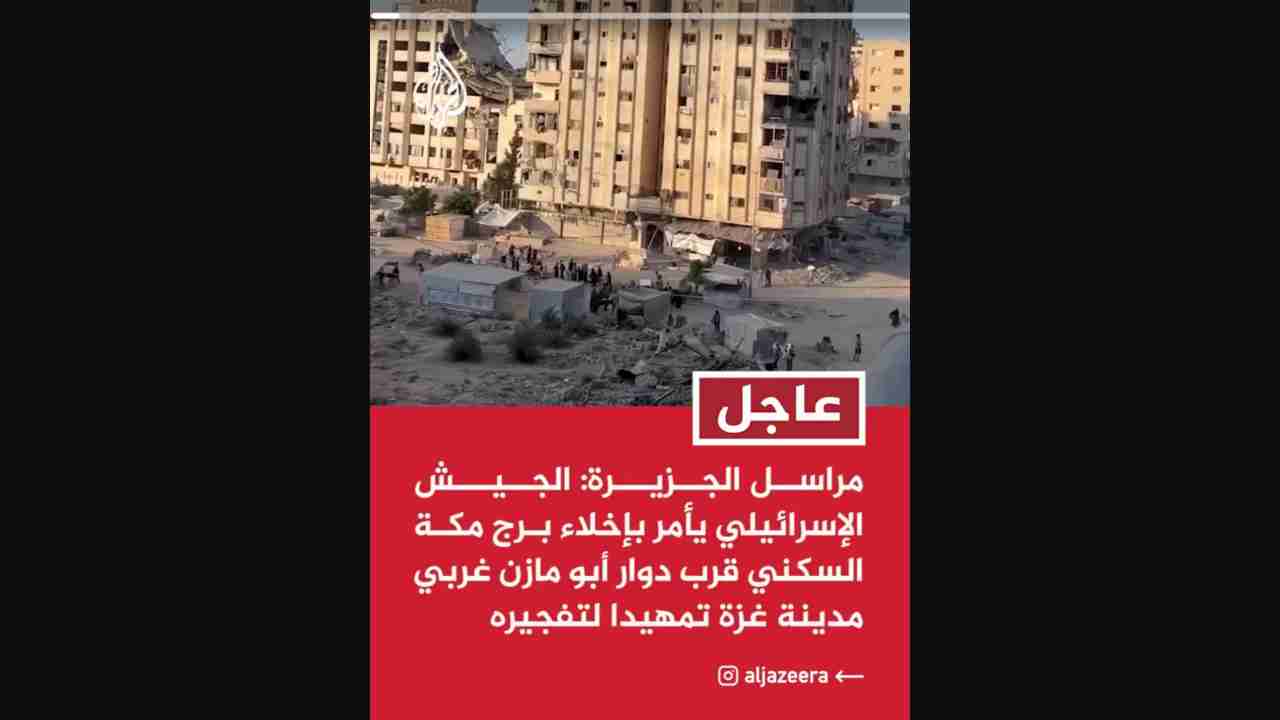 عاجل
مراسل الجزيرة: الجيش
الإسرائيلي يأمر بإخلاء برج مكة
السكني قرب دوار أبو مازن غربي
مدينة غزة تمهيدا لتفجيره
aljazeera